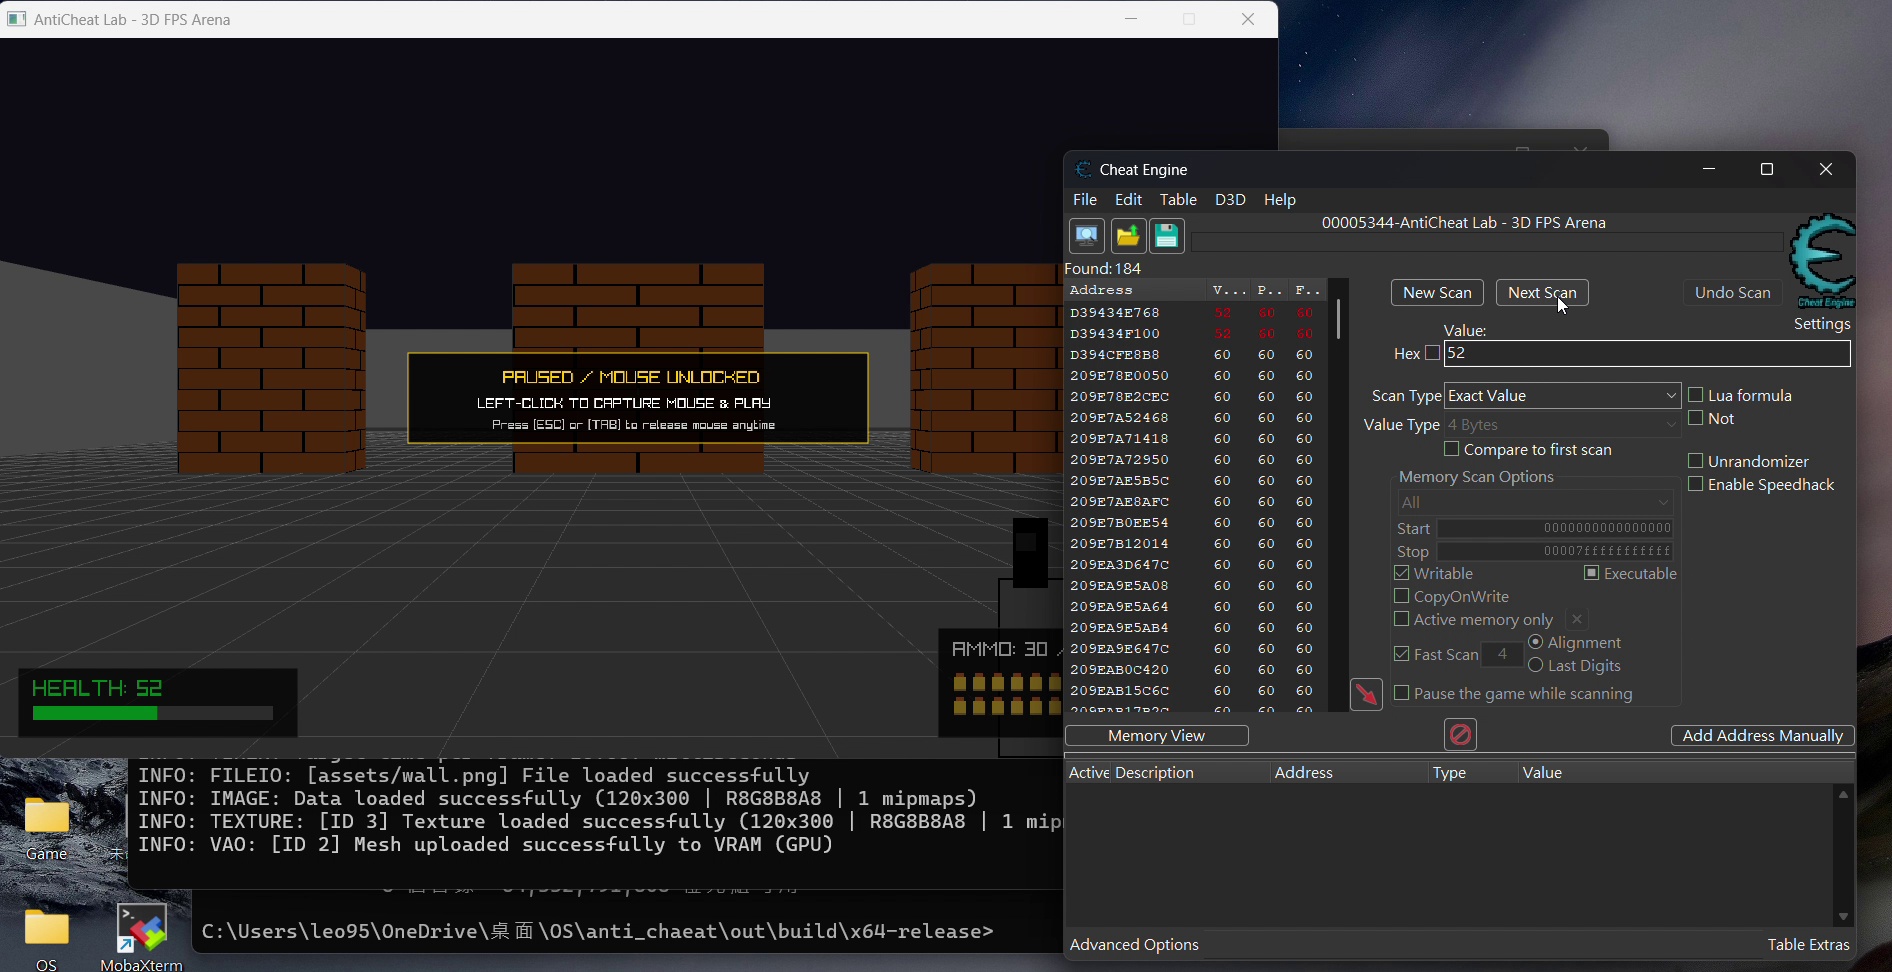 AntiCheat Lab - 3D FPS Arena
PAUSED / MOUSE UNLOCKED
LEFT-CLICK TO CAPTURE MOUSE & PLAY
Press [ESC] or [TAB] to release mouse anytime
HEALTH: 52
AMMO: 30 /
INFO: FILEIO: [assets/wall.png] File loaded successfully
INFO: IMAGE: Data loaded successfully (120x300 | R8G8B8A8 | 1 mipmaps)
INFO: TEXTURE: [ID 3] Texture loaded successfully (120x300 | R8G8B8A8 | 1 mip
INFO: VAO: [ID 2] Mesh uploaded successfully to VRAM (GPU)
C:\Users\leo95\OneDrive\桌面\OS\anti_chaeat\out\build\x64-release>
Game
OS
MobaXterm
Cheat Engine
File Edit Table D3D Help
00005344-AntiCheat Lab - 3D FPS Arena
Found:184
Address V... P.. F..
D39434E768 52 60 60
D39434F100 52 60 60
D394CFE8B8 60 60 60
209E78E0050 60 60 60
209E78E2CEC 60 60 60
209E7A52468 60 60 60
209E7A71418 60 60 60
209E7A72950 60 60 60
209E7AE5B5C 60 60 60
209E7AE8AFC 60 60 60
209E7B0EE54 60 60 60
209E7B12014 60 60 60
209EA3D647C 60 60 60
209EA9E5A08 60 60 60
209EA9E5A64 60 60 60
209EA9E5AB4 60 60 60
209EA9E647C 60 60 60
209EAB0C420 60 60 60
209EAB15C6C 60 60 60
New Scan Next Scan Undo Scan
Cheat Engine
Settings
Value:
Hex 52
Scan Type Exact Value
Lua formula
Value Type 4 Bytes
Not
Compare to first scan
Unrandomizer
Enable Speedhack
Memory Scan Options
All
Start 0000000000000000
Stop 00007fffffffffff
Writable Executable
CopyOnWrite
Active memory only
Fast Scan 4 Alignment
Last Digits
Pause the game while scanning
Memory View Add Address Manually
Active Description Address Type Value
Advanced Options Table Extras